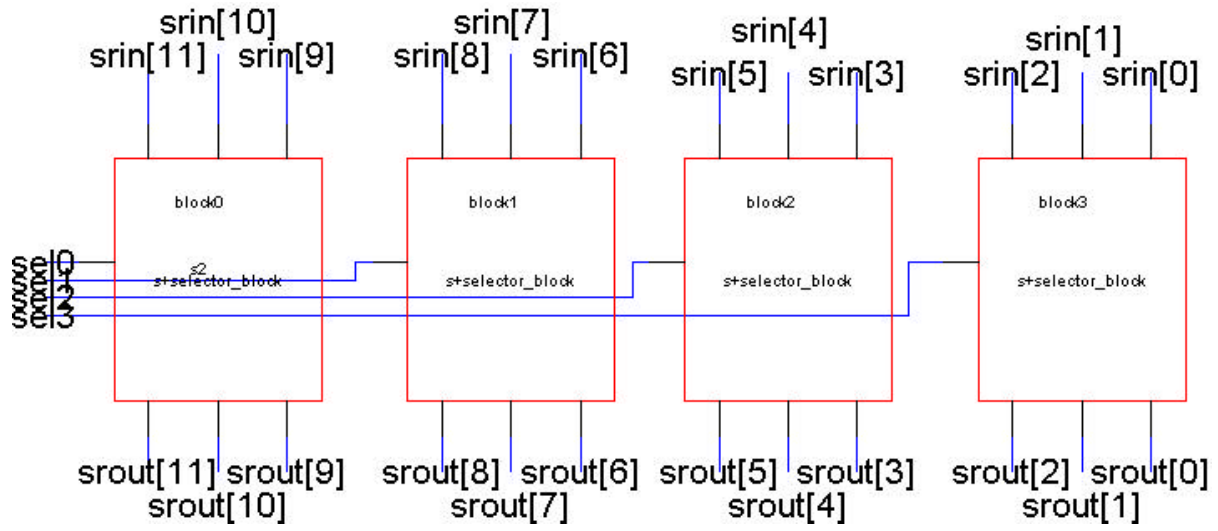 srin[10] srin[7] srin[4] srin[1]
srin[11] srin[9] srin[8] srin[6] srin[5] srin[3] srin[2] srin[0]
block0 block1 block2 block3
sel0
s2
sel1
s+selector_block s+selector_block s+selector_block s+selector_block
sel2
sel3
srout[11] srout[9] srout[8] srout[6] srout[5] srout[3] srout[2] srout[0]
srout[10] srout[7] srout[4] srout[1]